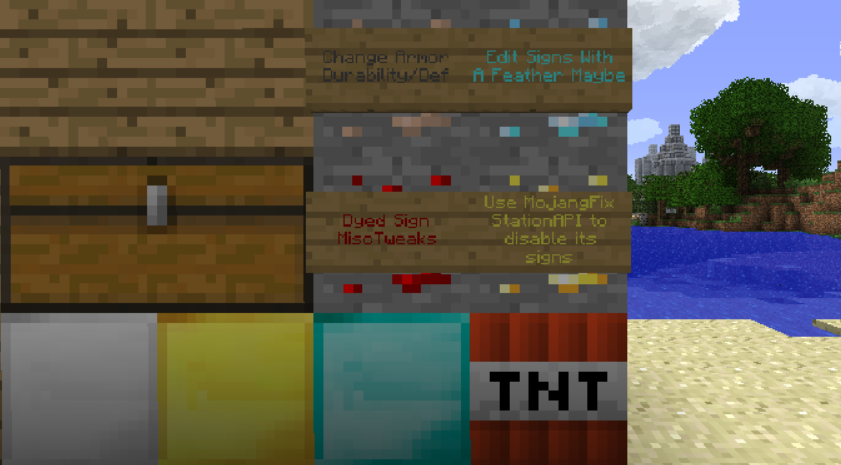 Change Armor
Durability/Def
Edit Signs With
A Feather Maybe
Dyed Sign
MiscTweaks
Use MojangFix
StationAPI to
disable its
signs
TNT